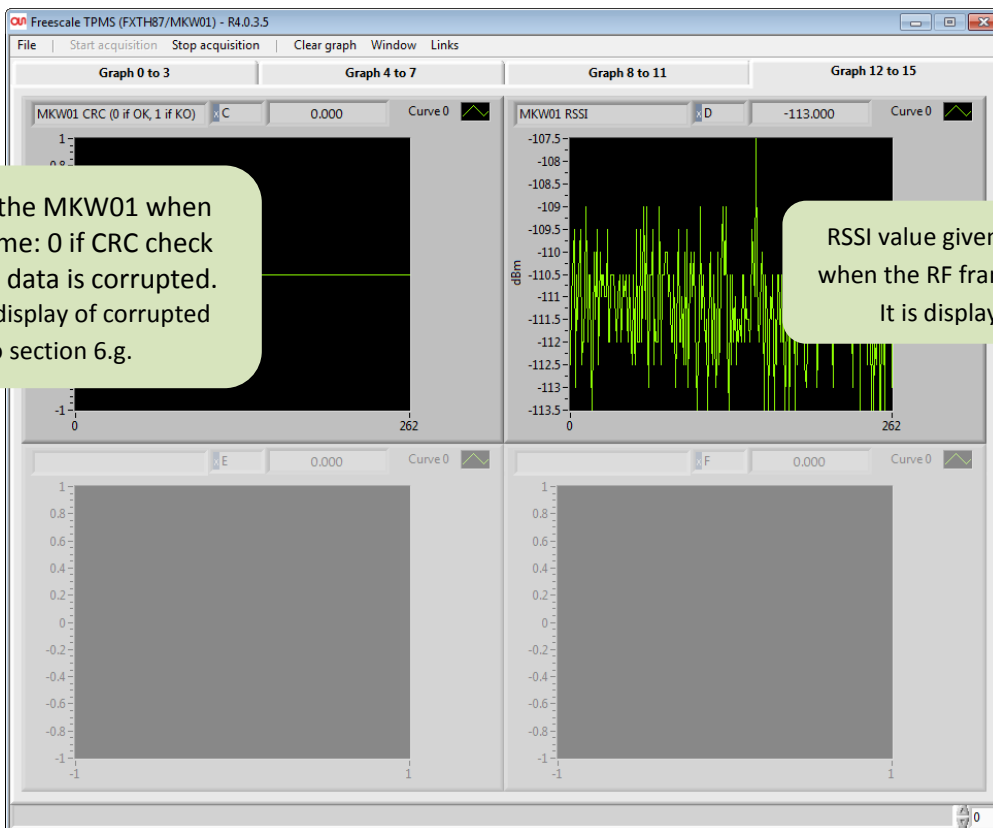 Freescale TPMS (FXTH87/MKW01) - R4.0.3.5
File | Start acquisition Stop acquisition | Clear graph Window Links
Graph 0 to 3 Graph 4 to 7 Graph 8 to 11 Graph 12 to 15
MKW01 CRC (0 if OK, 1 if KO) x C 0.000 Curve 0
1
0.8
the MKW01 when
me: 0 if CRC check
data is corrupted.
display of corrupted
section 6.g.
-1
0 262
MKW01 RSSI x D -113.000 Curve 0
-107.5
-108
-108.5
-109
-109.5
-110
-110.5
-111
-111.5
-112
-112.5
-113
-113.5
dBm
0 262
RSSI value given
when the RF fram
It is display
x E 0.000 Curve 0
1
0.8
0.6
0.4
0.2
0
-0.2
-0.4
-0.6
-0.8
-1
-1 1
x F 0.000 Curve 0
1
0.8
0.6
0.4
0.2
0
-0.2
-0.4
-0.6
-0.8
-1
-1 1
0